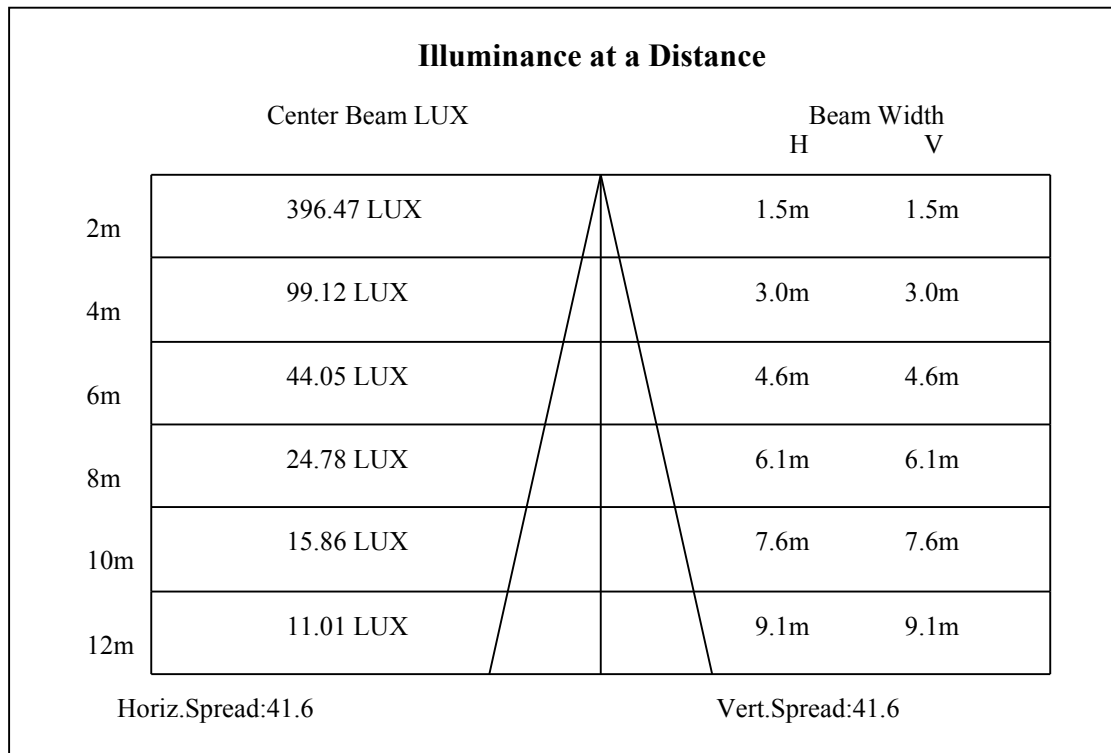 Illuminance at a Distance
Center Beam LUX Beam Width
H V
2m 396.47 LUX 1.5m 1.5m
4m 99.12 LUX 3.0m 3.0m
6m 44.05 LUX 4.6m 4.6m
8m 24.78 LUX 6.1m 6.1m
10m 15.86 LUX 7.6m 7.6m
12m 11.01 LUX 9.1m 9.1m
Horiz.Spread:41.6 Vert.Spread:41.6